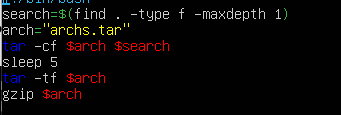 #!/bin/bash
search=$(find . -type f -maxdepth 1)
arch="archs.tar"
tar -cf $arch $search
sleep 5
tar -tf $arch
gzip $arch